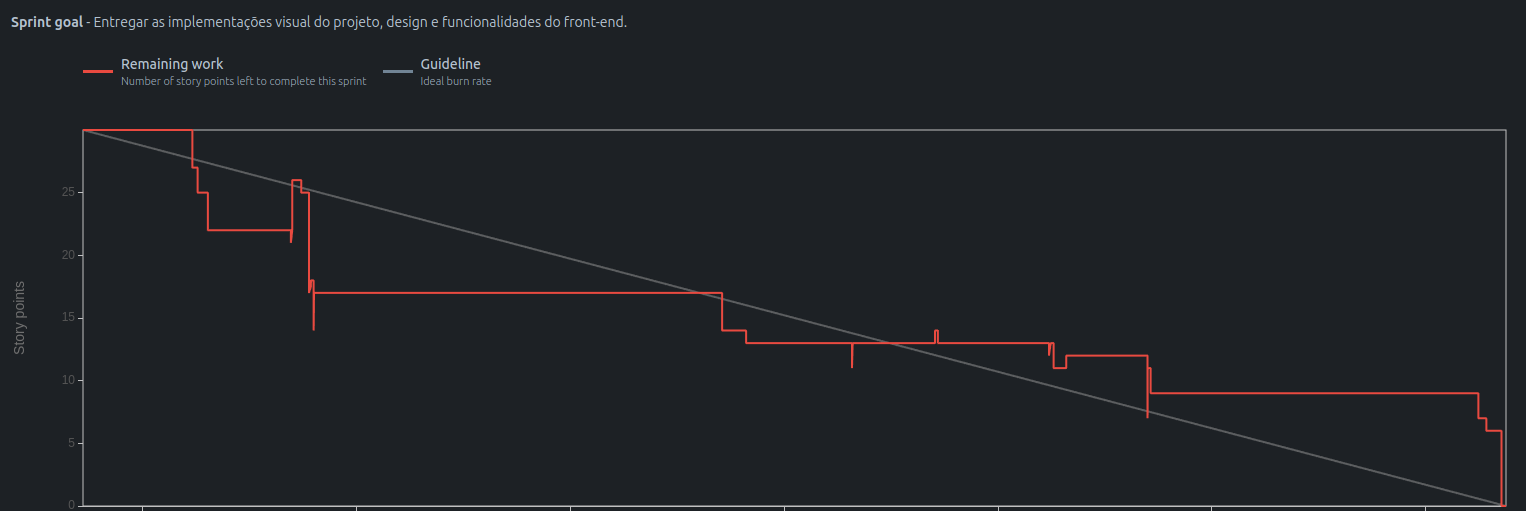 Sprint goal - Entregar as implementações visual do projeto, design e funcionalidades do front-end.
Remaining work
Number of story points left to complete this sprint
Guideline
Ideal burn rate
Story points
25
20
15
10
5
0